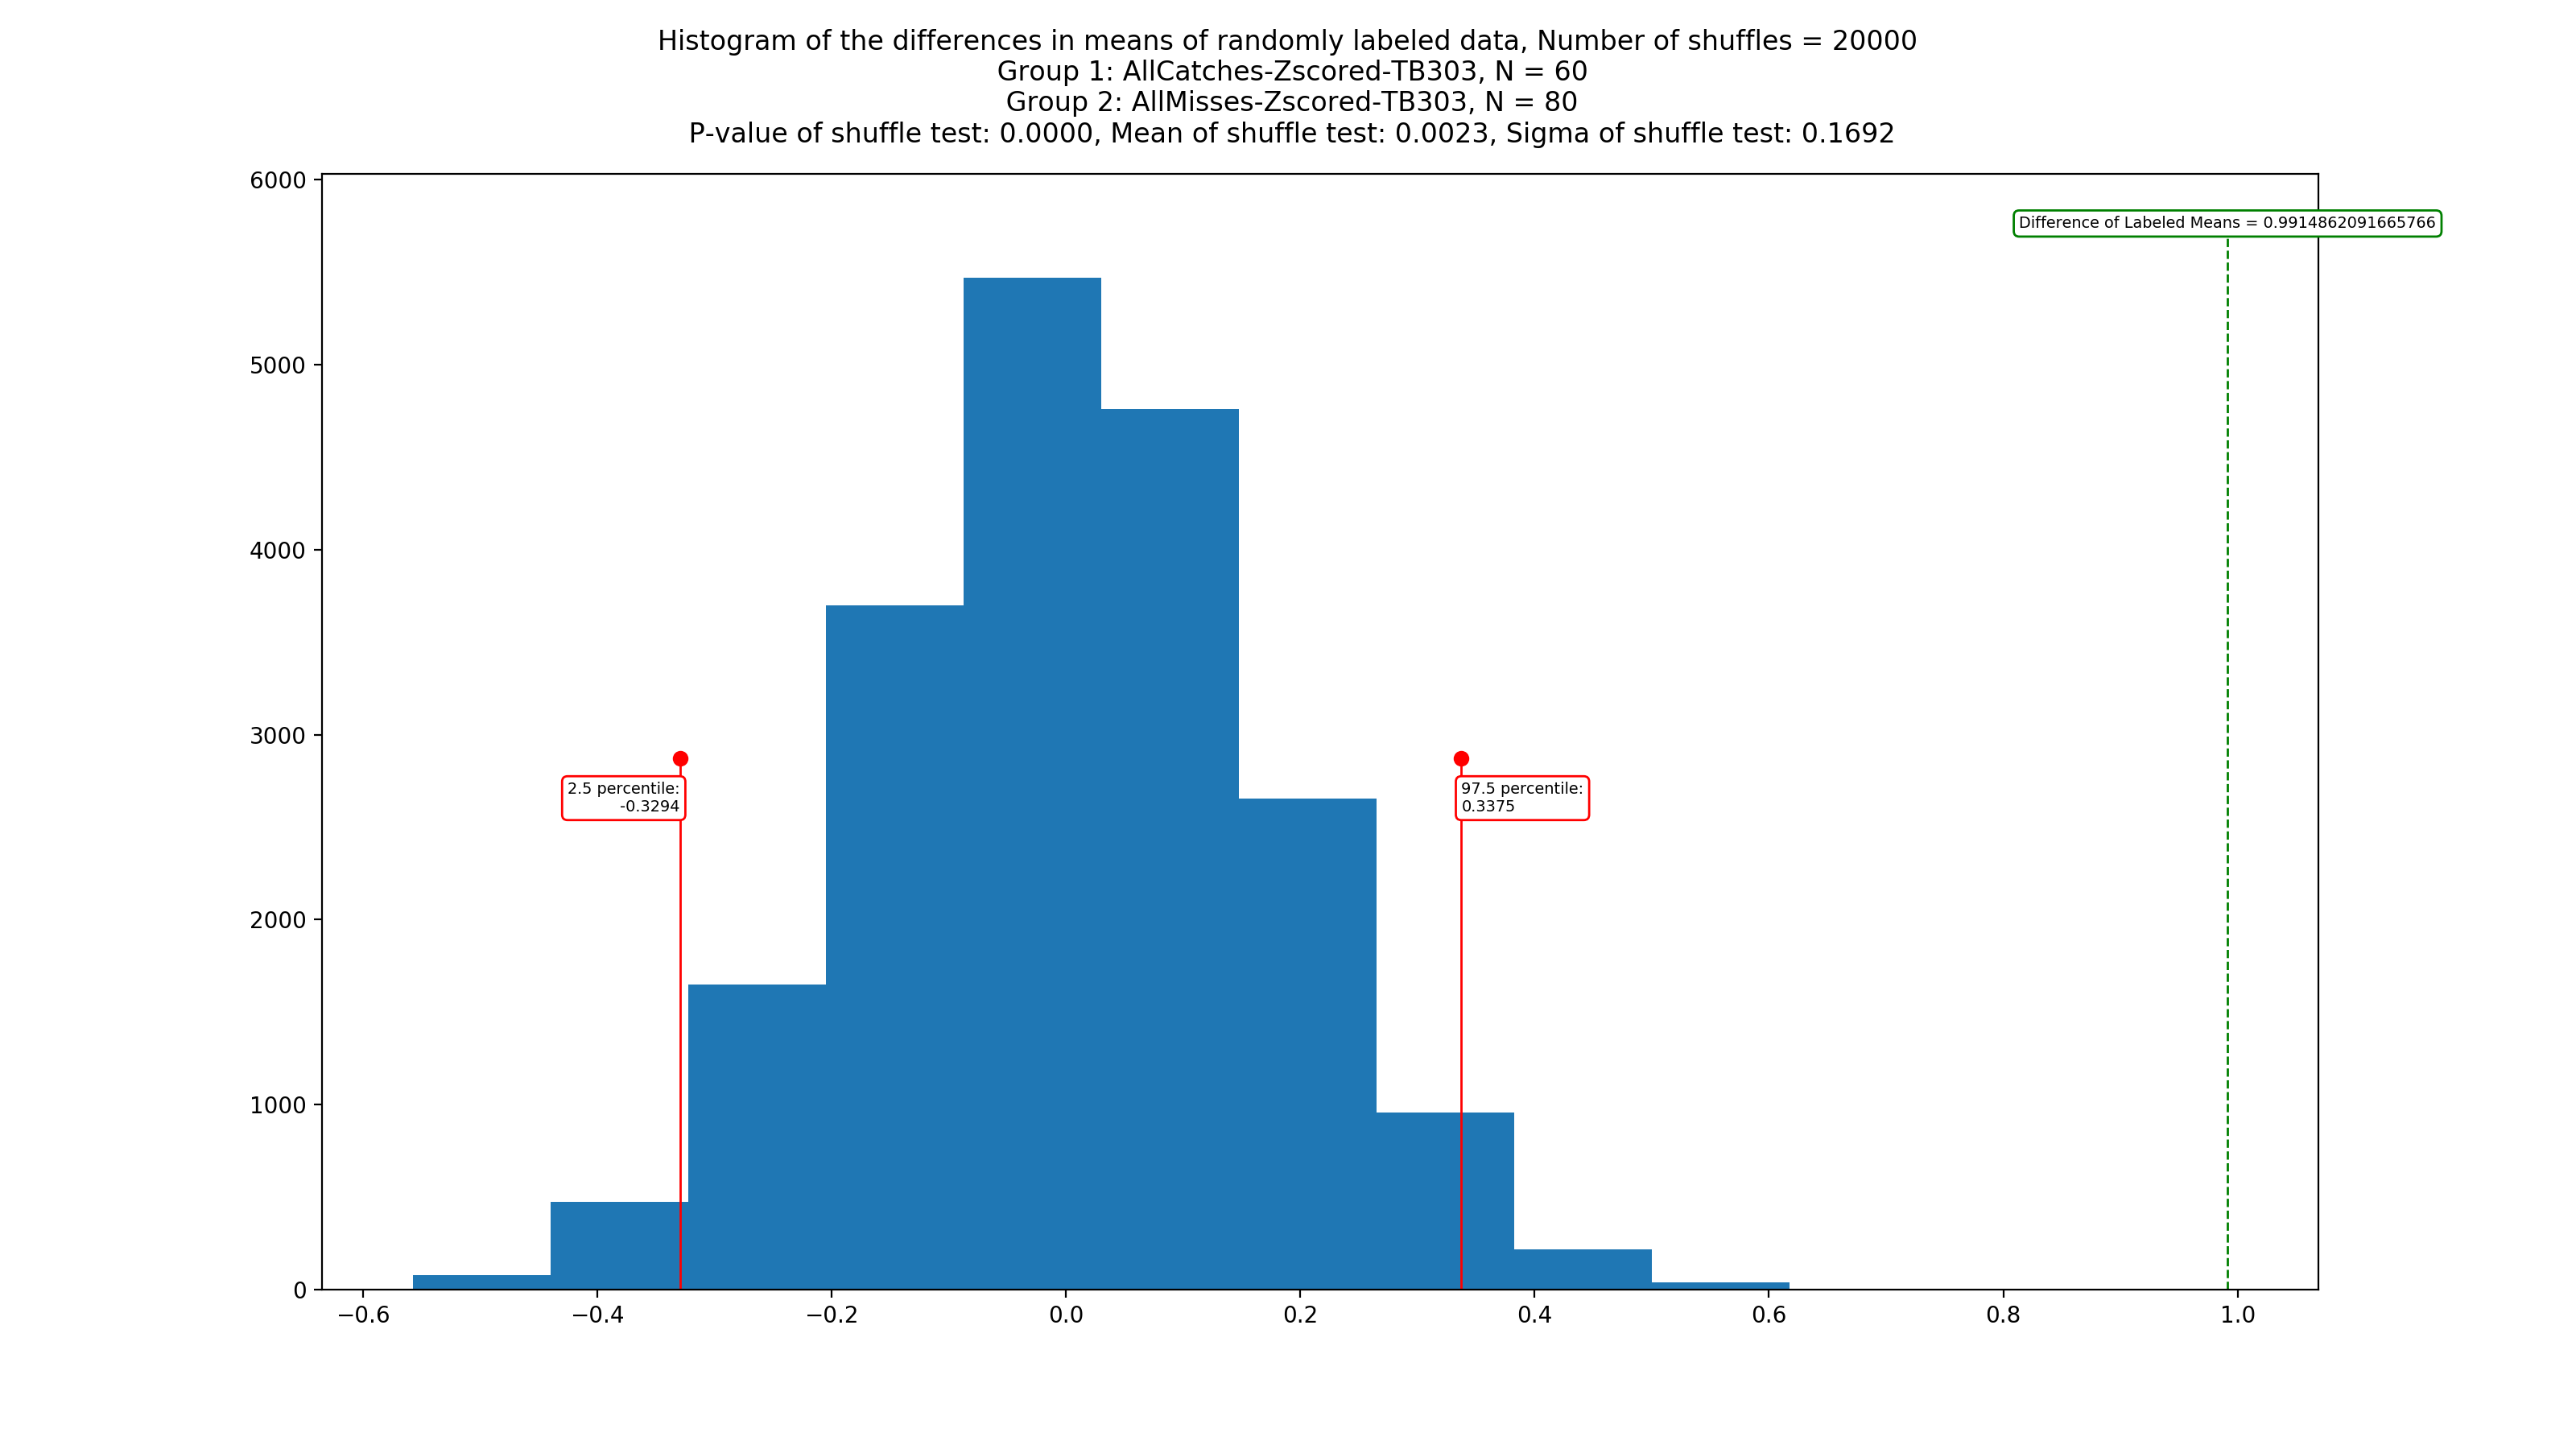 Histogram of the differences in means of randomly labeled data, Number of shuffles = 20000
Group 1: AllCatches-Zscored-TB303, N = 60
Group 2: AllMisses-Zscored-TB303, N = 80
P-value of shuffle test: 0.0000, Mean of shuffle test: 0.0023, Sigma of shuffle test: 0.1692
6000
Difference of Labeled Means = 0.9914862091665766
5000
4000
3000
2.5 percentile:
-0.3294
97.5 percentile:
0.3375
2000
1000
0
−0.6
−0.4
−0.2
0.0
0.2
0.4
0.6
0.8
1.0